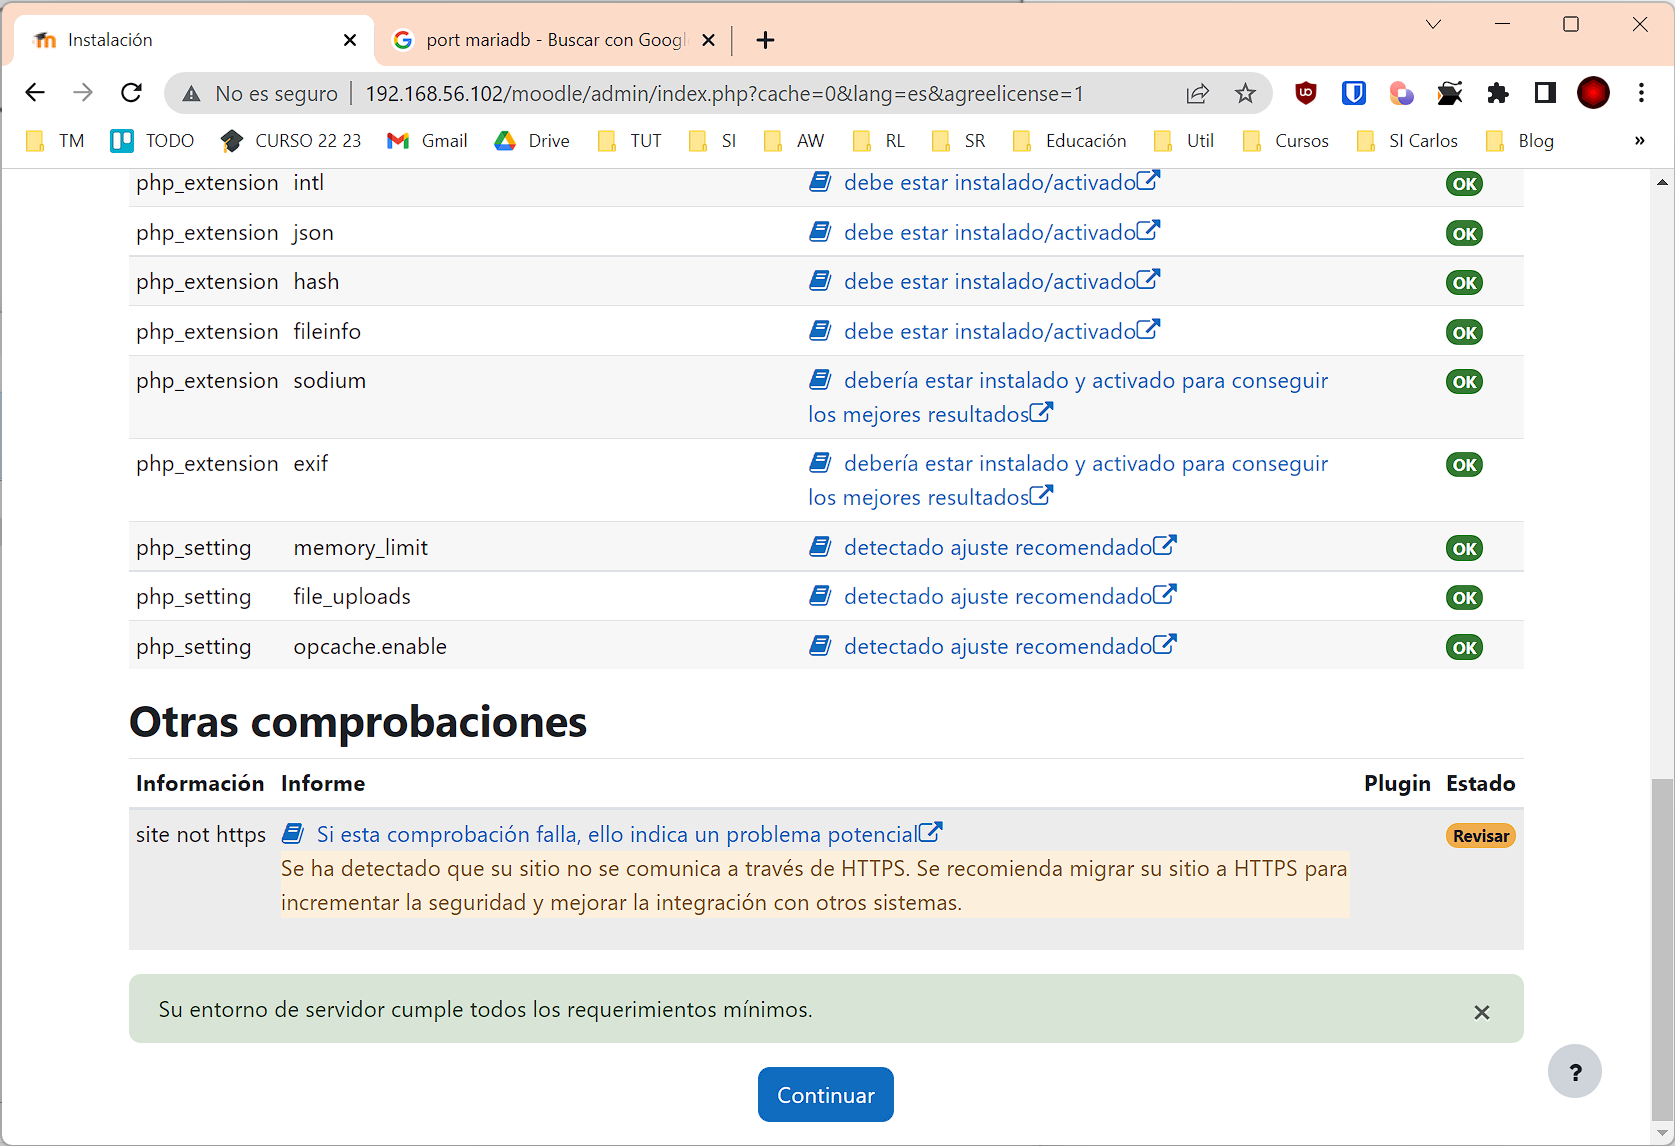 Instalación
port mariadb - Buscar con Googl
No es seguro
192.168.56.102/moodle/admin/index.php?cache=0&lang=es&agreelicense=1
TM TODO CURSO 22 23 Gmail Drive TUT SI AW RL SR Educación Util Cursos SI Carlos Blog »
php_extension intl debe estar instalado/activado OK
php_extension json debe estar instalado/activado OK
php_extension hash debe estar instalado/activado OK
php_extension fileinfo debe estar instalado/activado OK
php_extension sodium debería estar instalado y activado para conseguir OK
los mejores resultados
php_extension exif debería estar instalado y activado para conseguir OK
los mejores resultados
php_setting memory_limit detectado ajuste recomendado OK
php_setting file_uploads detectado ajuste recomendado OK
php_setting opcache.enable detectado ajuste recomendado OK
Otras comprobaciones
Información Informe Plugin Estado
site not https Si esta comprobación falla, ello indica un problema potencial Revisar
Se ha detectado que su sitio no se comunica a través de HTTPS. Se recomienda migrar su sitio a HTTPS para
incrementar la seguridad y mejorar la integración con otros sistemas.
Su entorno de servidor cumple todos los requerimientos mínimos.
Continuar
?